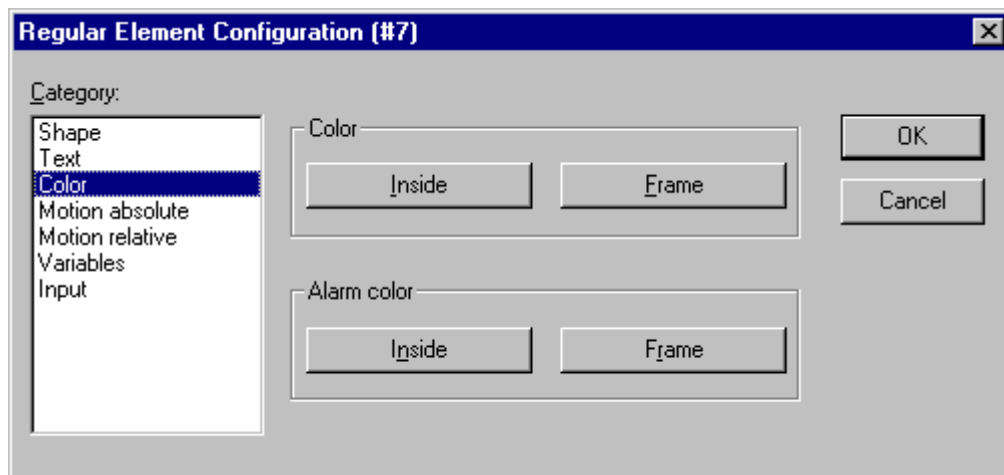 Regular Element Configuration (#7)
Category:
Shape
Text
Color
Motion absolute
Motion relative
Variables
Input
Color
Inside
Frame
Alarm color
Inside
Frame
OK
Cancel